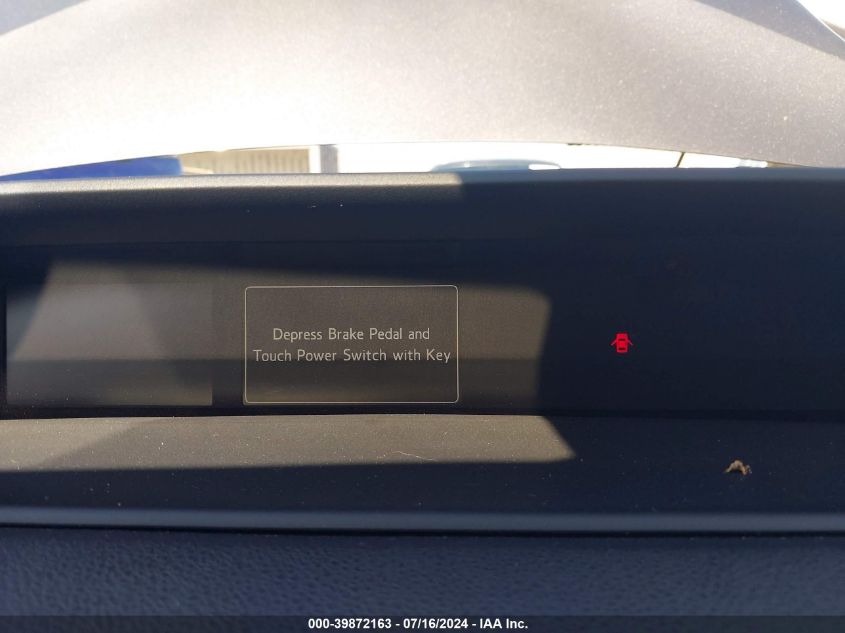 Depress Brake Pedal and
Touch Power Switch with Key
000-39872163 - 07/16/2024 - IAA Inc.